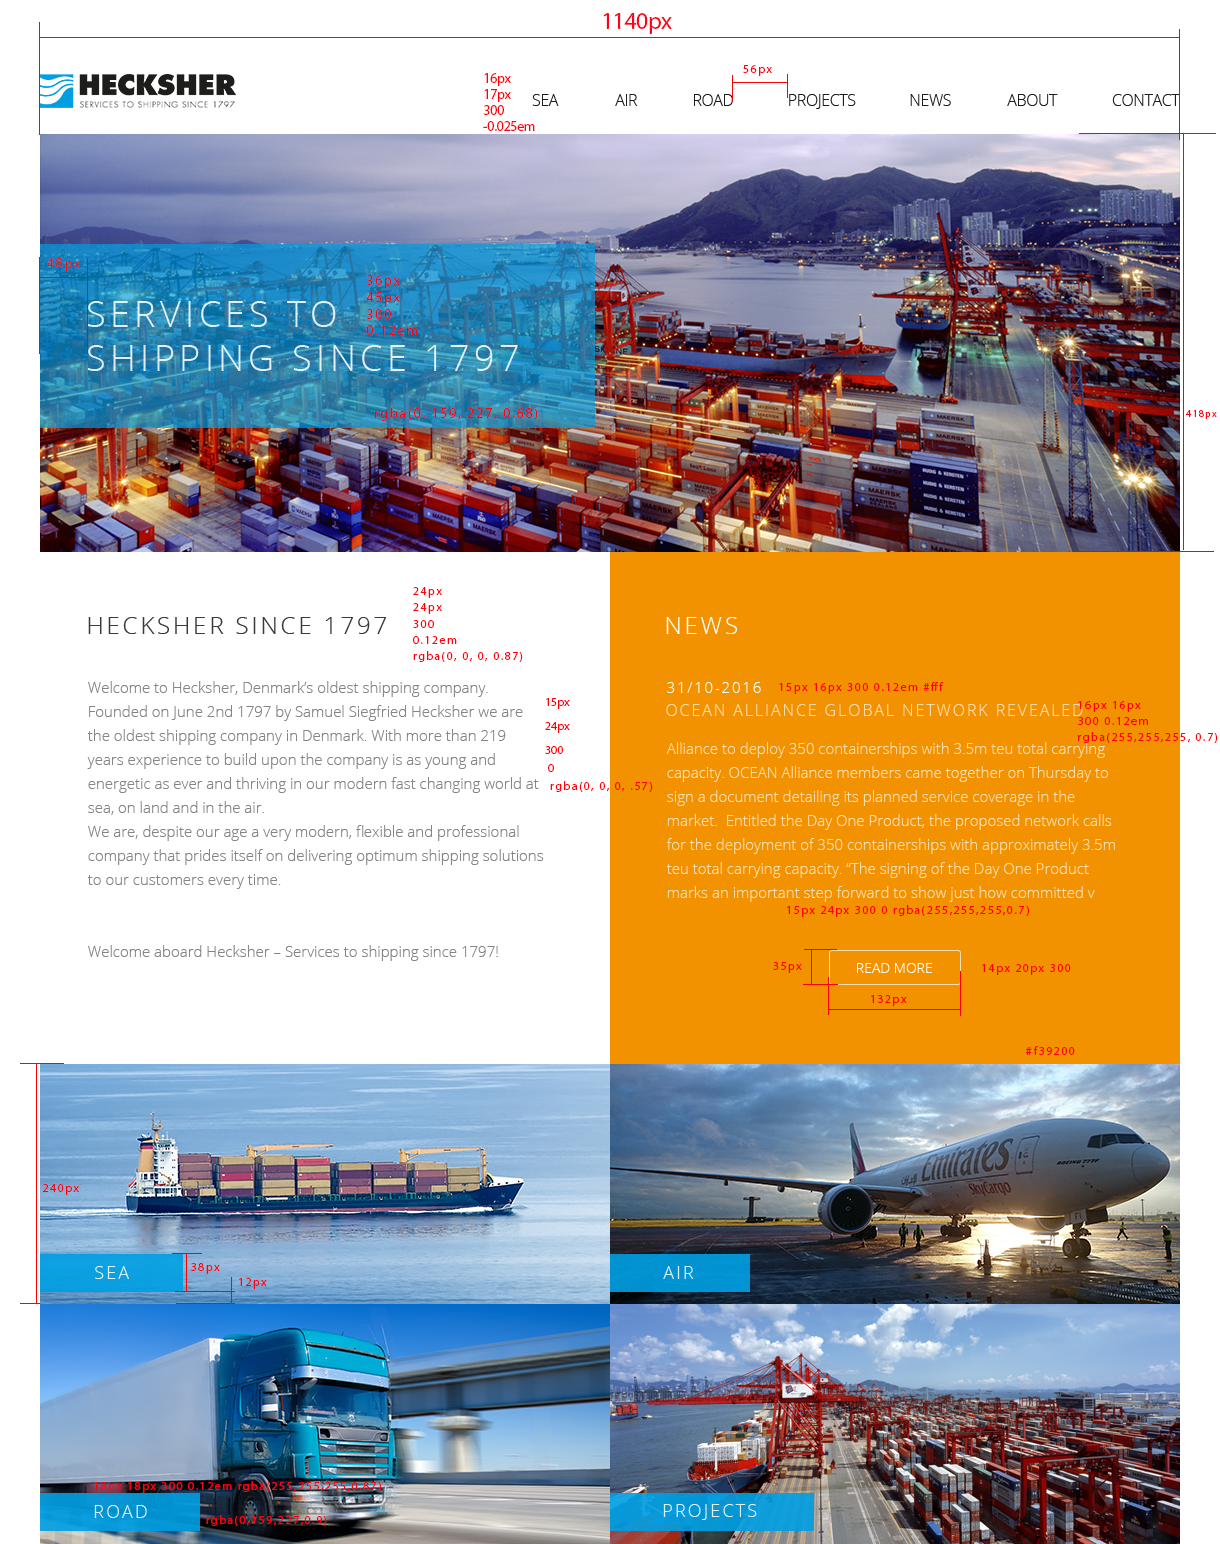 1140px
HECKSHER
SERVICES TO SHIPPING SINCE 1797
16px
17px
300
-0.025em
56px
SEA AIR ROAD PROJECTS NEWS ABOUT CONTACT
48px
36px
45px
300
0.12em
SERVICES TO
SHIPPING SINCE 1797
rgba(0, 159, 227, 0.68)
418px
MAERSK
MAERSK
MAERSK
MAERSK
MAERSK
MAERSK
24px
24px
300
0.12em
rgba(0, 0, 0, 0.87)
HECKSHER SINCE 1797
Welcome to Hecksher, Denmark's oldest shipping company.
Founded on June 2nd 1797 by Samuel Siegfried Hecksher we are
the oldest shipping company in Denmark. With more than 219
years experience to build upon the company is as young and
energetic as ever and thriving in our modern fast changing world at
sea, on land and in the air.
We are, despite our age a very modern, flexible and professional
company that prides itself on delivering optimum shipping solutions
to our customers every time.
Welcome aboard Hecksher – Services to shipping since 1797!
15px
24px
300
0
rgba(0, 0, 0, .57)
NEWS
31/10-2016 15px 16px 300 0.12em #fff
OCEAN ALLIANCE GLOBAL NETWORK REVEALED
16px 16px
300 0.12em
rgba(255,255,255, 0.7)
Alliance to deploy 350 containerships with 3.5m teu total carrying
capacity. OCEAN Alliance members came together on Thursday to
sign a document detailing its planned service coverage in the
market.  Entitled the Day One Product, the proposed network calls
for the deployment of 350 containerships with approximately 3.5m
teu total carrying capacity. “The signing of the Day One Product
marks an important step forward to show just how committed v
15px 24px 300 0 rgba(255,255,255,0.7)
35px
READ MORE
14px 20px 300
132px
#f39200
240px
SEA
38px
12px
Emirates
SkyCargo
BOEING 777F
AIR
18px 18px 300 0.12em rgba(255,255,255,0.87)
ROAD
rgba(0,159,227,0.9)
PROJECTS